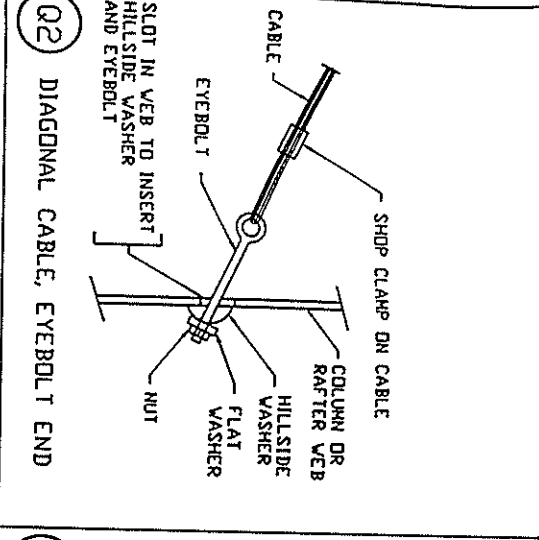 CABLE
SHOP CLAMP ON CABLE
EYEBOLT
SLOT IN WEB TO INSERT
HILLSIDE WASHER
AND EYEBOLT
COLUMN OR
RAFTER WEB
HILLSIDE
WASHER
FLAT
WASHER
NUT
Q2 DIAGONAL CABLE, EYEBOLT END